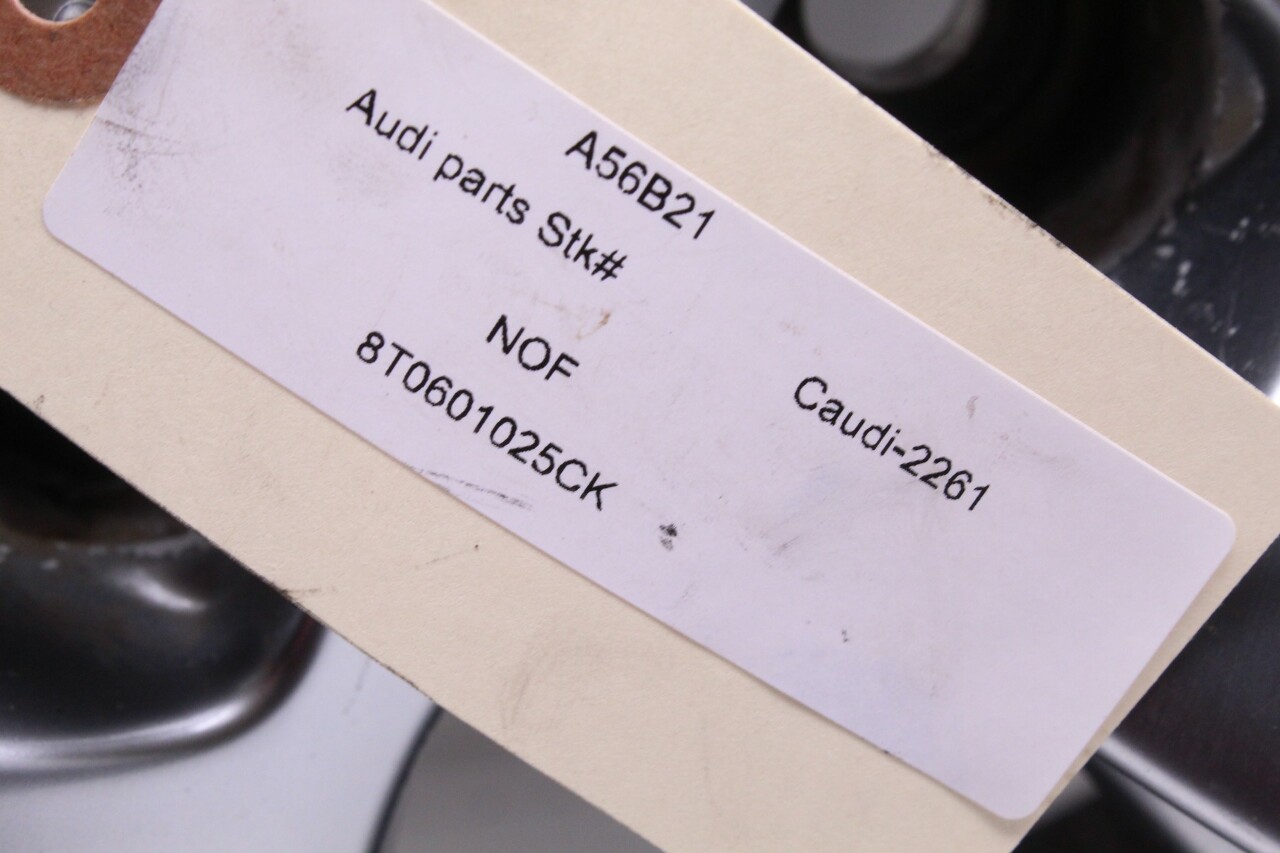 A56B21
Audi parts Stk#
NOF
8T0601025CK
Caudi-2261